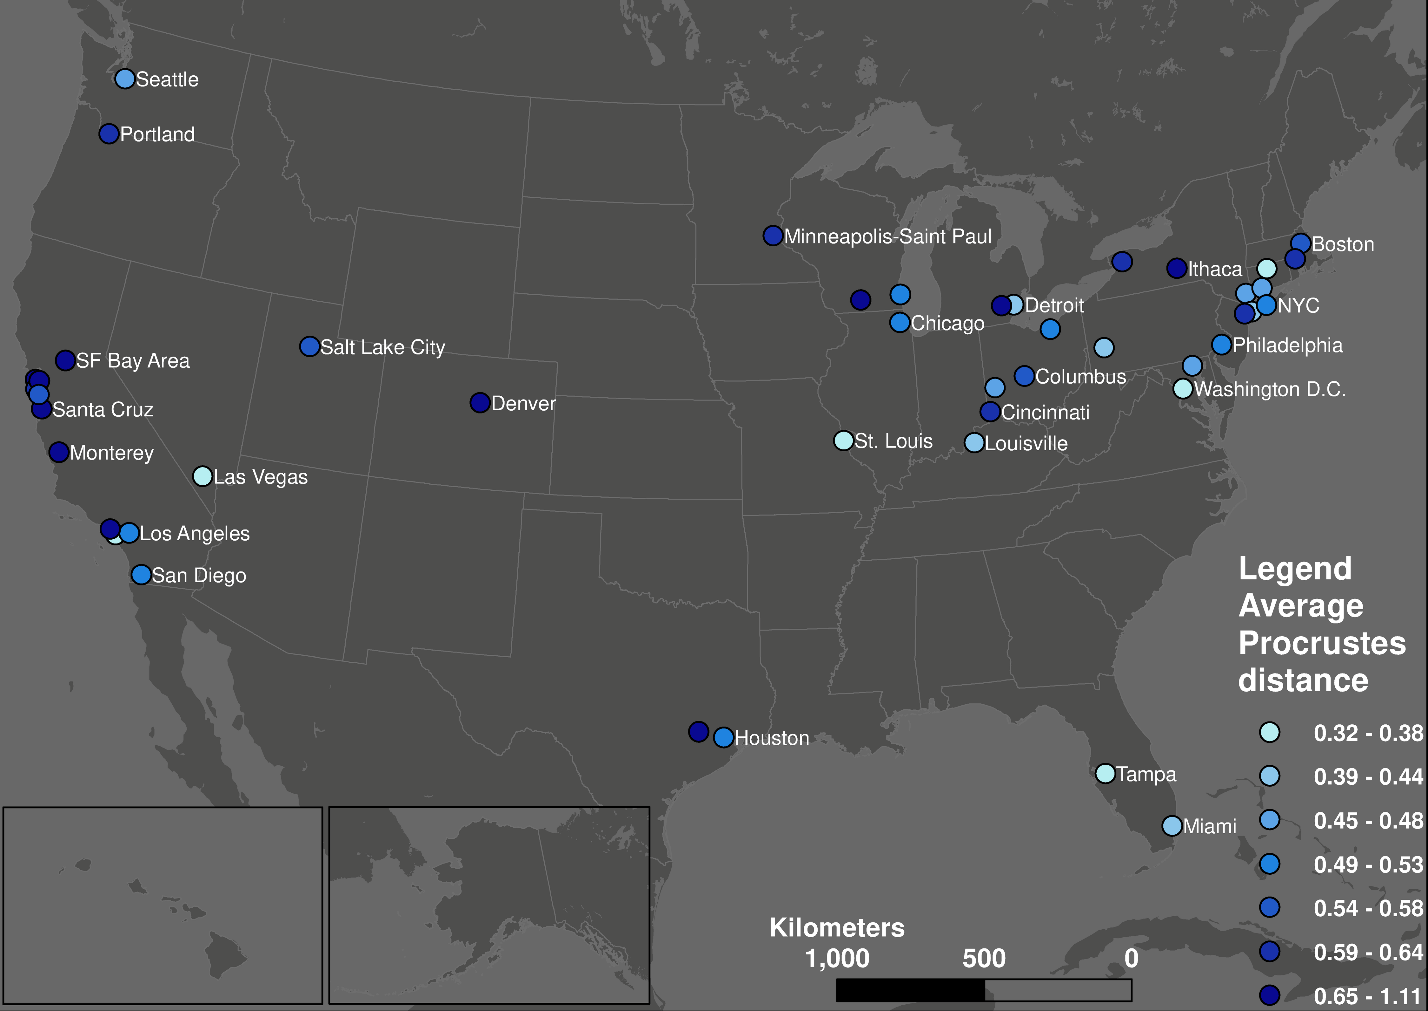 Seattle
Portland
Minneapolis-Saint Paul
Boston
Ithaca
Detroit
NYC
Chicago
Salt Lake City
Philadelphia
SF Bay Area
Columbus
Washington D.C.
Denver
Santa Cruz
Cincinnati
St. Louis
Louisville
Monterey
Las Vegas
Los Angeles
San Diego
Houston
Tampa
Miami
Legend
Average
Procrustes
distance
0.32 - 0.38
0.39 - 0.44
0.45 - 0.48
0.49 - 0.53
0.54 - 0.58
0.59 - 0.64
0.65 - 1.11
Kilometers
1,000 500 0